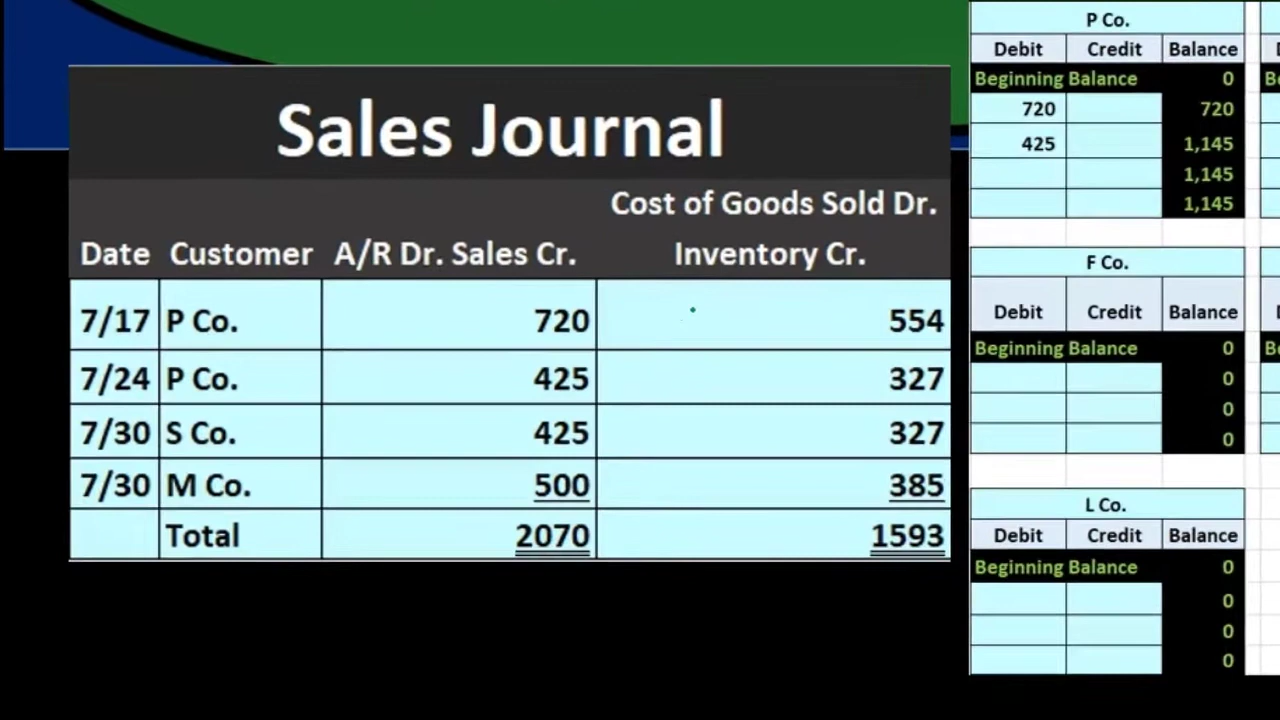 Sales Journal
Cost of Goods Sold Dr.
Date Customer A/R Dr. Sales Cr. Inventory Cr.
7/17 P Co. 720 554
7/24 P Co. 425 327
7/30 S Co. 425 327
7/30 M Co. 500 385
Total 2070 1593
P Co.
Debit Credit Balance
Beginning Balance 0
720 720
425 1,145
1,145
1,145
F Co.
Debit Credit Balance
Beginning Balance 0
0
0
0
L Co.
Debit Credit Balance
Beginning Balance 0
0
0
0